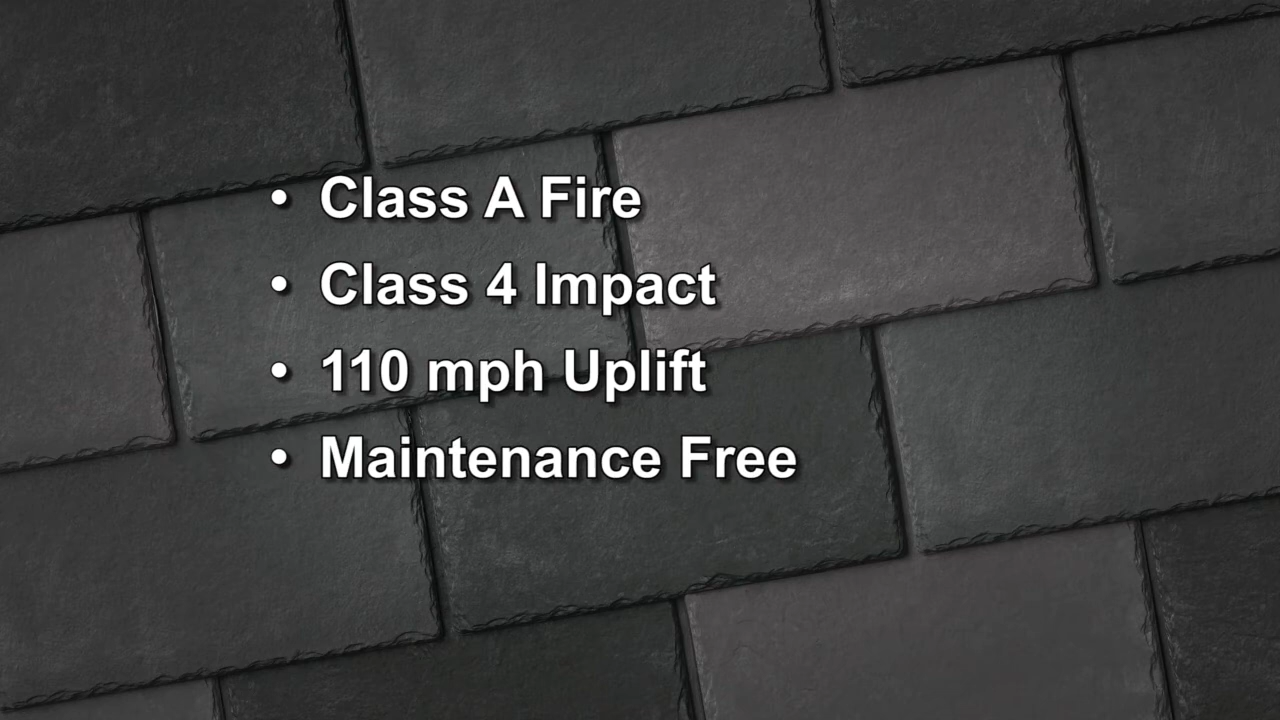 • Class A Fire
• Class 4 Impact
• 110 mph Uplift
• Maintenance Free